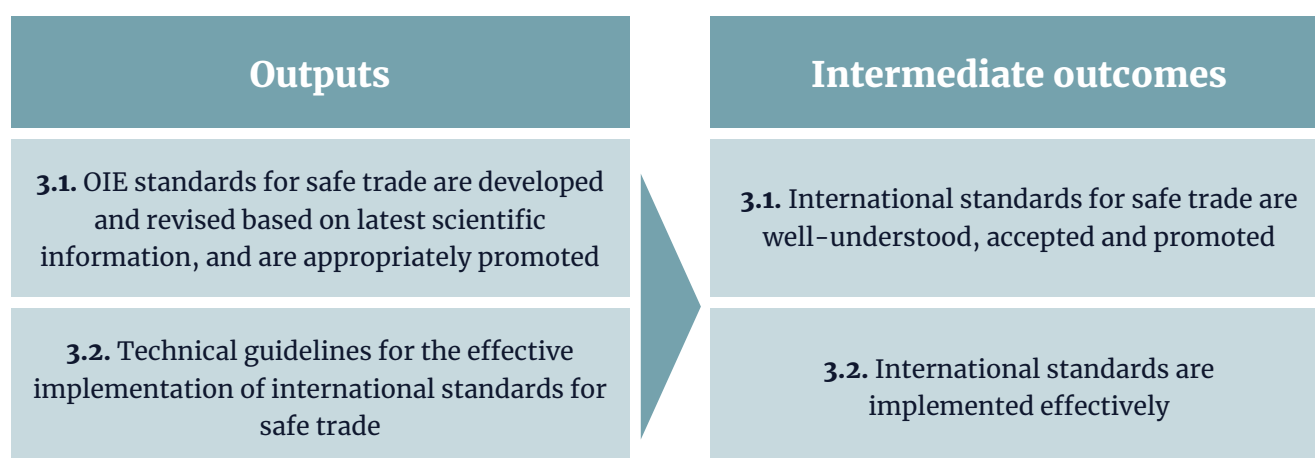 Outputs
3.1. OIE standards for safe trade are developed
and revised based on latest scientific
information, and are appropriately promoted
3.2. Technical guidelines for the effective
implementation of international standards for
safe trade
Intermediate outcomes
3.1. International standards for safe trade are
well-understood, accepted and promoted
3.2. International standards are
implemented effectively